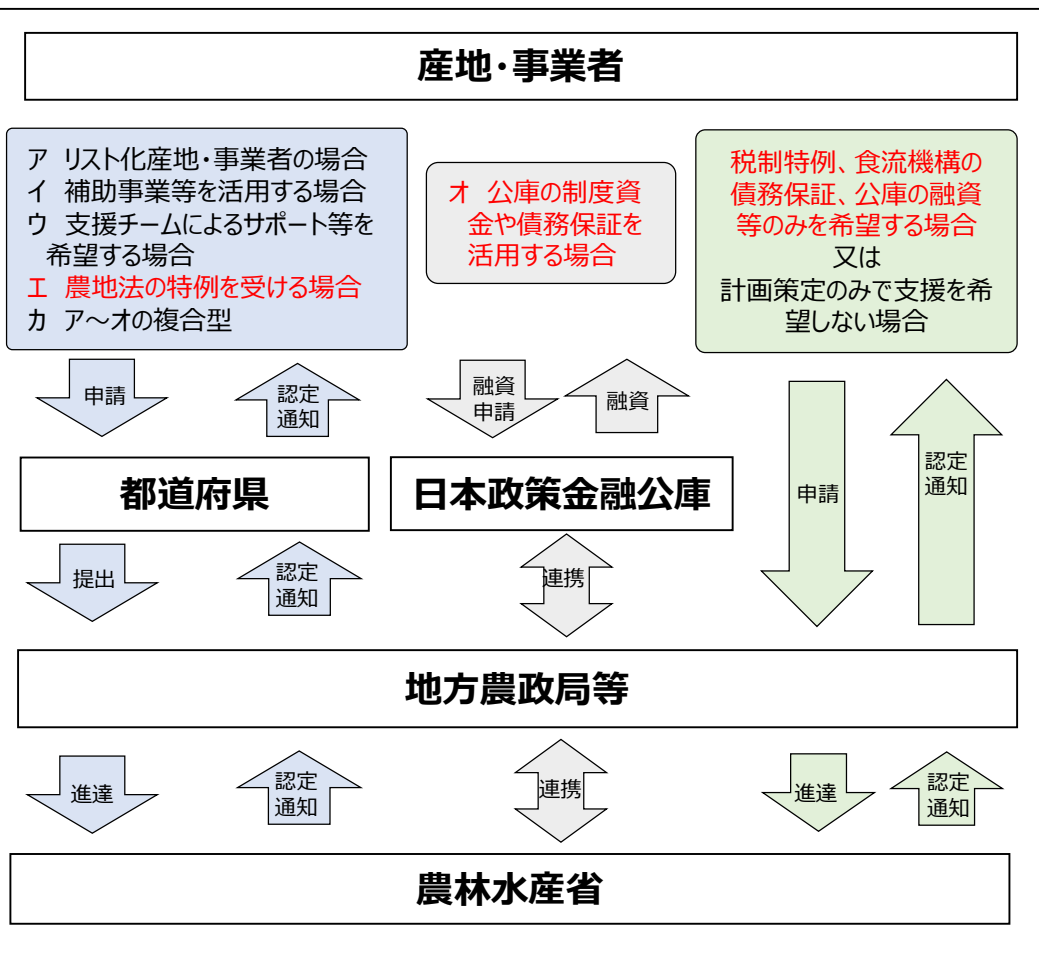 産地・事業者
ア リスト化産地・事業者の場合
イ 補助事業等を活用する場合
ウ 支援チームによるサポート等を
希望する場合
エ 農地法の特例を受ける場合
カ ア～オの複合型
オ 公庫の制度資
金や債務保証を
活用する場合
税制特例、食流機構の
債務保証、公庫の融資
等のみを希望する場合
又は
計画策定のみで支援を希
望しない場合
申請
認定
通知
融資
申請
融資
申請
認定
通知
都道府県
日本政策金融公庫
提出
認定
通知
連携
地方農政局等
進達
認定
通知
連携
進達
認定
通知
農林水産省